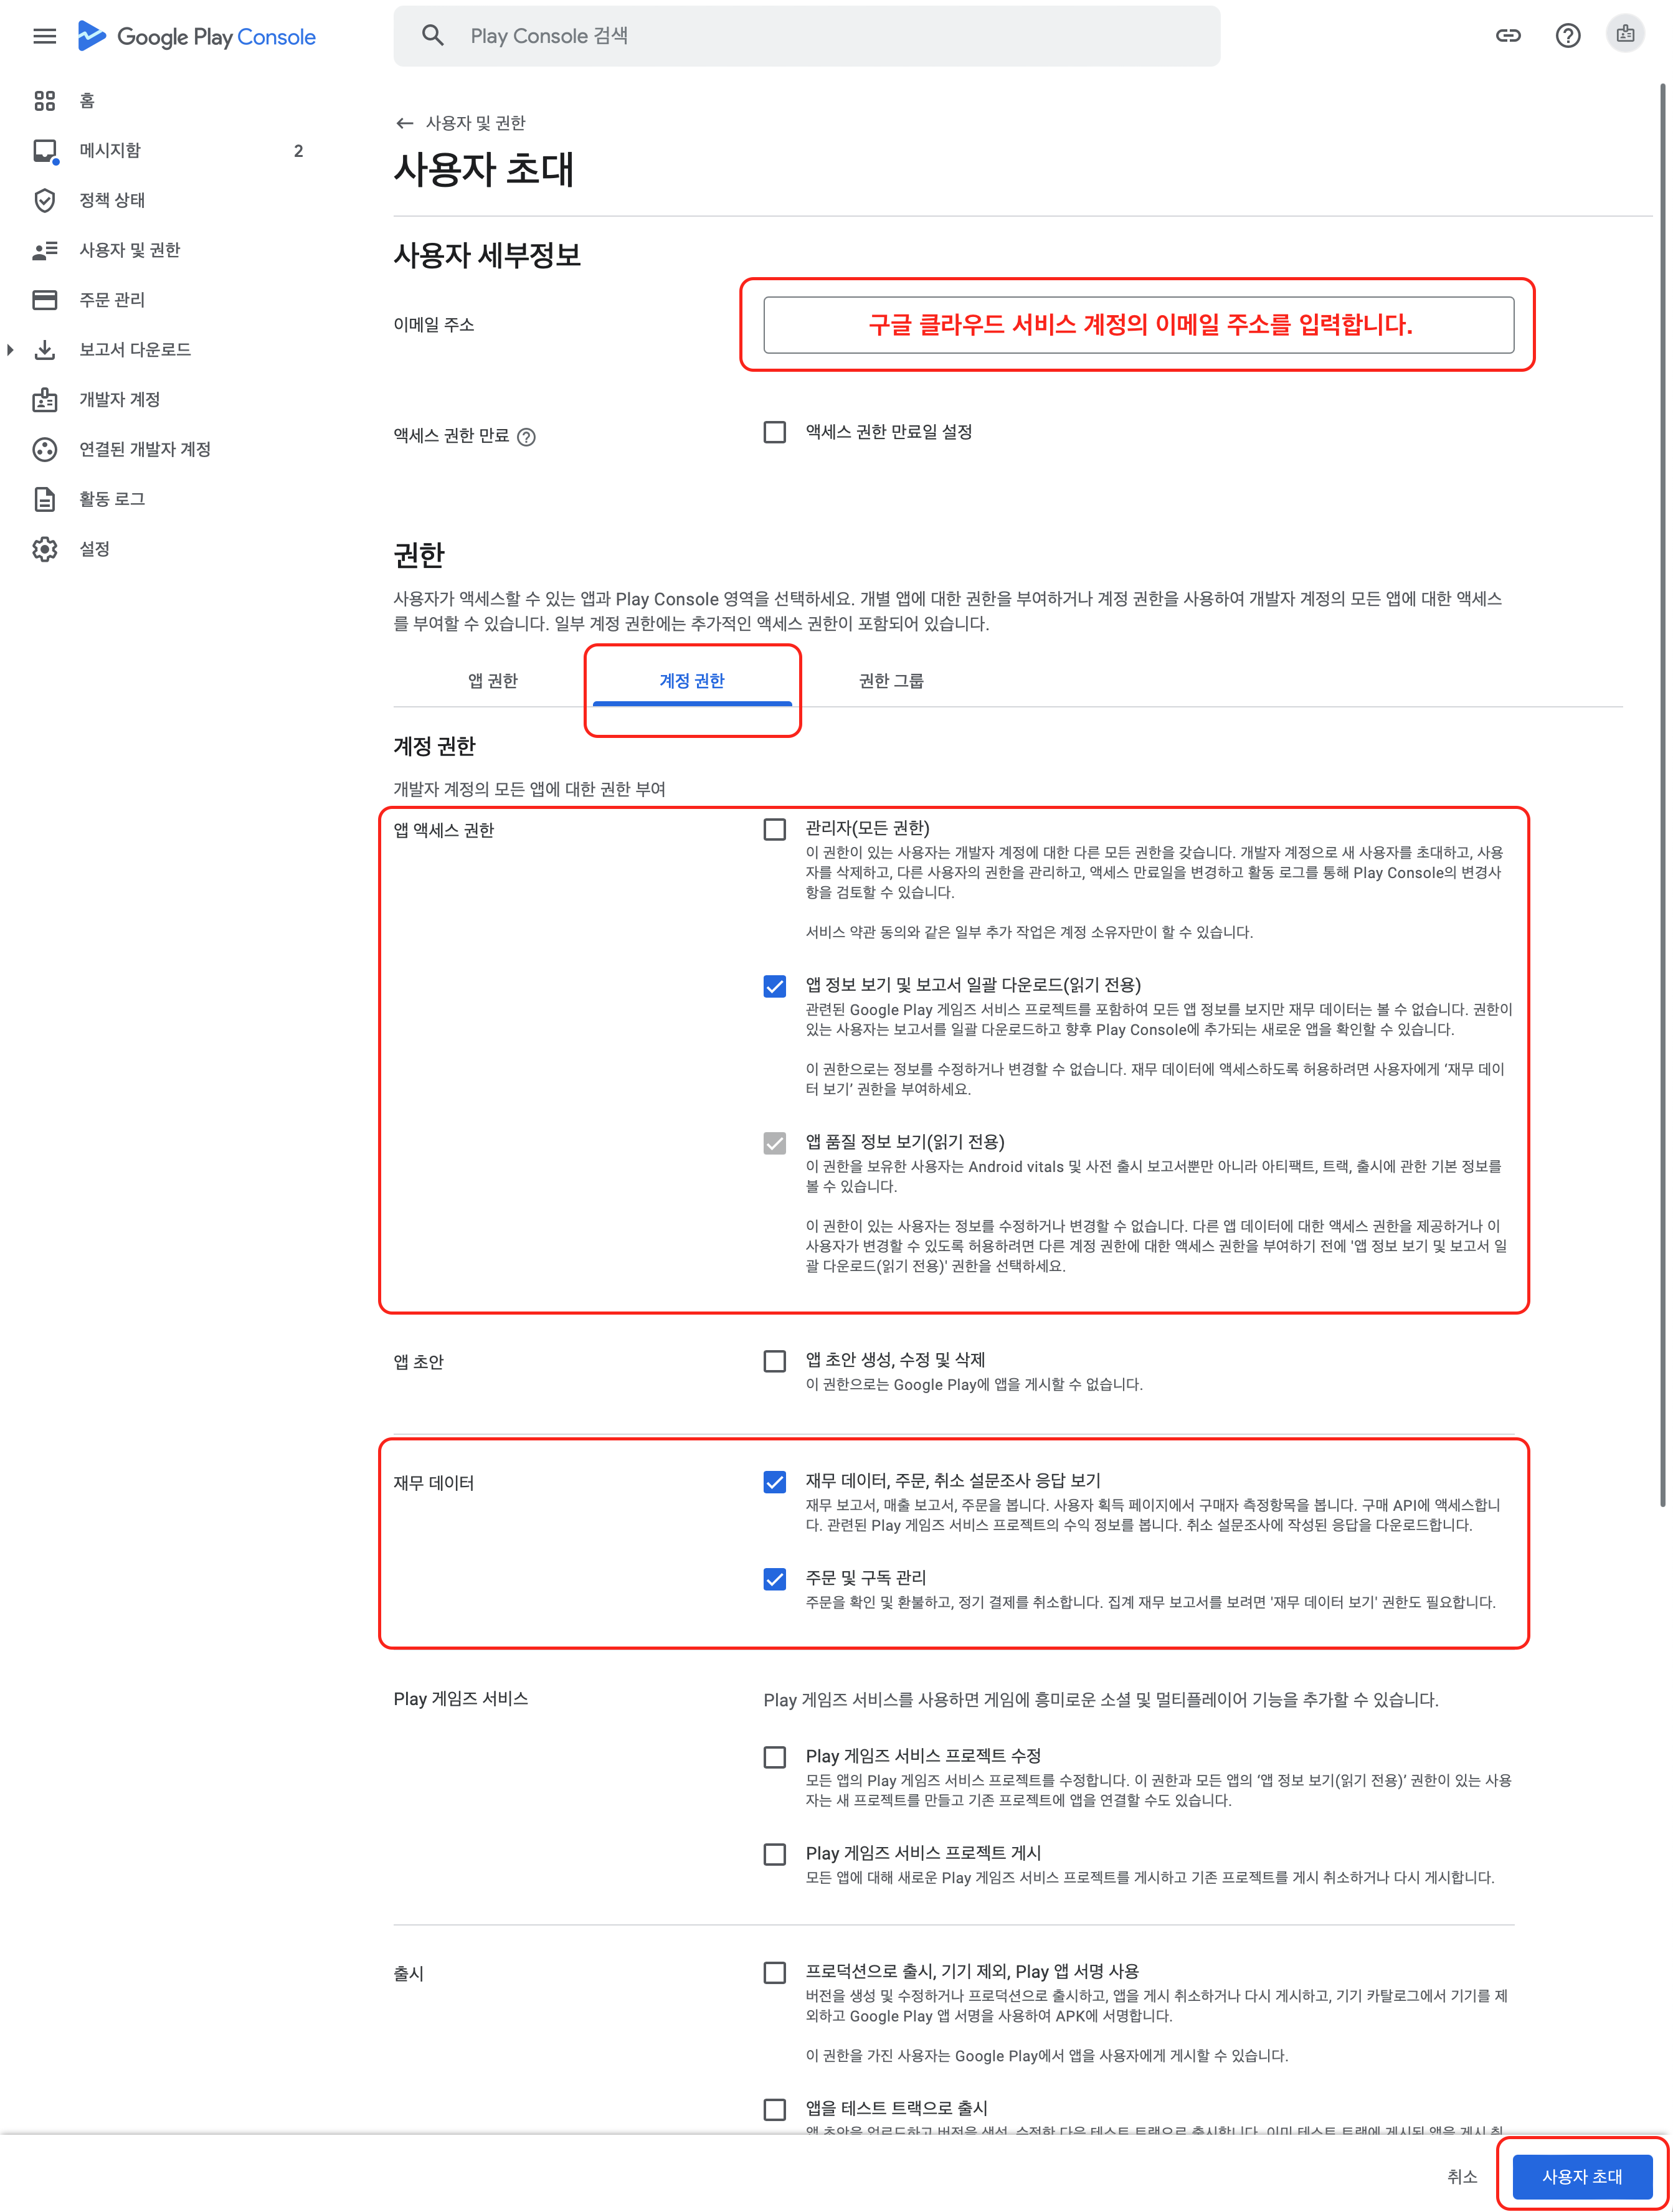 Google Play Console
Play Console 검색
홈
메시지함 2
정책 상태
사용자 및 권한
주문 관리
보고서 다운로드
개발자 계정
연결된 개발자 계정
활동 로그
설정
사용자 및 권한
사용자 초대
사용자 세부정보
이메일 주소
구글 클라우드 서비스 계정의 이메일 주소를 입력합니다.
액세스 권한 만료
액세스 권한 만료일 설정
권한
사용자가 액세스할 수 있는 앱과 Play Console 영역을 선택하세요. 개별 앱에 대한 권한을 부여하거나 계정 권한을 사용하여 개발자 계정의 모든 앱에 대한 액세스
를 부여할 수 있습니다. 일부 계정 권한에는 추가적인 액세스 권한이 포함되어 있습니다.
앱 권한 계정 권한 권한 그룹
계정 권한
개발자 계정의 모든 앱에 대한 권한 부여
앱 액세스 권한
관리자(모든 권한)
이 권한이 있는 사용자는 개발자 계정에 대한 다른 모든 권한을 갖습니다. 개발자 계정으로 새 사용자를 초대하고, 사용
자를 삭제하고, 다른 사용자의 권한을 관리하고, 액세스 만료일을 변경하고 활동 로그를 통해 Play Console의 변경사
항을 검토할 수 있습니다.
서비스 약관 동의와 같은 일부 추가 작업은 계정 소유자만이 할 수 있습니다.
앱 정보 보기 및 보고서 일괄 다운로드(읽기 전용)
관련된 Google Play 게임즈 서비스 프로젝트를 포함하여 모든 앱 정보를 보지만 재무 데이터는 볼 수 없습니다. 권한이
있는 사용자는 보고서를 일괄 다운로드하고 향후 Play Console에 추가되는 새로운 앱을 확인할 수 있습니다.
이 권한으로는 정보를 수정하거나 변경할 수 없습니다. 재무 데이터에 액세스하도록 허용하려면 사용자에게 ‘재무 데이
터 보기’ 권한을 부여하세요.
앱 품질 정보 보기(읽기 전용)
이 권한을 보유한 사용자는 Android vitals 및 사전 출시 보고서뿐만 아니라 아티팩트, 트랙, 출시에 관한 기본 정보를
볼 수 있습니다.
이 권한이 있는 사용자는 정보를 수정하거나 변경할 수 없습니다. 다른 앱 데이터에 대한 액세스 권한을 제공하거나 이
사용자가 변경할 수 있도록 허용하려면 다른 계정 권한에 대한 액세스 권한을 부여하기 전에 '앱 정보 보기 및 보고서 일
괄 다운로드(읽기 전용)' 권한을 선택하세요.
앱 초안
앱 초안 생성, 수정 및 삭제
이 권한으로는 Google Play에 앱을 게시할 수 없습니다.
재무 데이터
재무 데이터, 주문, 취소 설문조사 응답 보기
재무 보고서, 매출 보고서, 주문을 봅니다. 사용자 획득 페이지에서 구매자 측정항목을 봅니다. 구매 API에 액세스합니
다. 관련된 Play 게임즈 서비스 프로젝트의 수익 정보를 봅니다. 취소 설문조사에 작성된 응답을 다운로드합니다.
주문 및 구독 관리
주문을 확인 및 환불하고, 정기 결제를 취소합니다. 집계 재무 보고서를 보려면 '재무 데이터 보기' 권한도 필요합니다.
Play 게임즈 서비스
Play 게임즈 서비스를 사용하면 게임에 흥미로운 소셜 및 멀티플레이어 기능을 추가할 수 있습니다.
Play 게임즈 서비스 프로젝트 수정
모든 앱의 Play 게임즈 서비스 프로젝트를 수정합니다. 이 권한과 모든 앱의 ‘앱 정보 보기(읽기 전용)’ 권한이 있는 사용
자는 새 프로젝트를 만들고 기존 프로젝트에 앱을 연결할 수도 있습니다.
Play 게임즈 서비스 프로젝트 게시
모든 앱에 대해 새로운 Play 게임즈 서비스 프로젝트를 게시하고 기존 프로젝트를 게시 취소하거나 다시 게시합니다.
출시
프로덕션으로 출시, 기기 제외, Play 앱 서명 사용
버전을 생성 및 수정하거나 프로덕션으로 출시하고, 앱을 게시 취소하거나 다시 게시하고, 기기 카탈로그에서 기기를 제
외하고 Google Play 앱 서명을 사용하여 APK에 서명합니다.
이 권한을 가진 사용자는 Google Play에서 앱을 사용자에게 게시할 수 있습니다.
앱을 테스트 트랙으로 출시
앱 초안을 업로드하고 버전을 생성, 수정한 다음 테스트 트랙으로 출시합니다. 이미 테스트 트랙에 게시된 앱을 게시 취
취소 사용자 초대